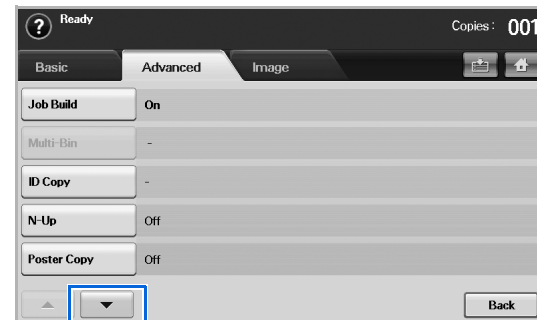 ? Ready
Copies: 001
Basic Advanced Image
Job Build On
Multi-Bin -
ID Copy -
N-Up Off
Poster Copy Off
Back